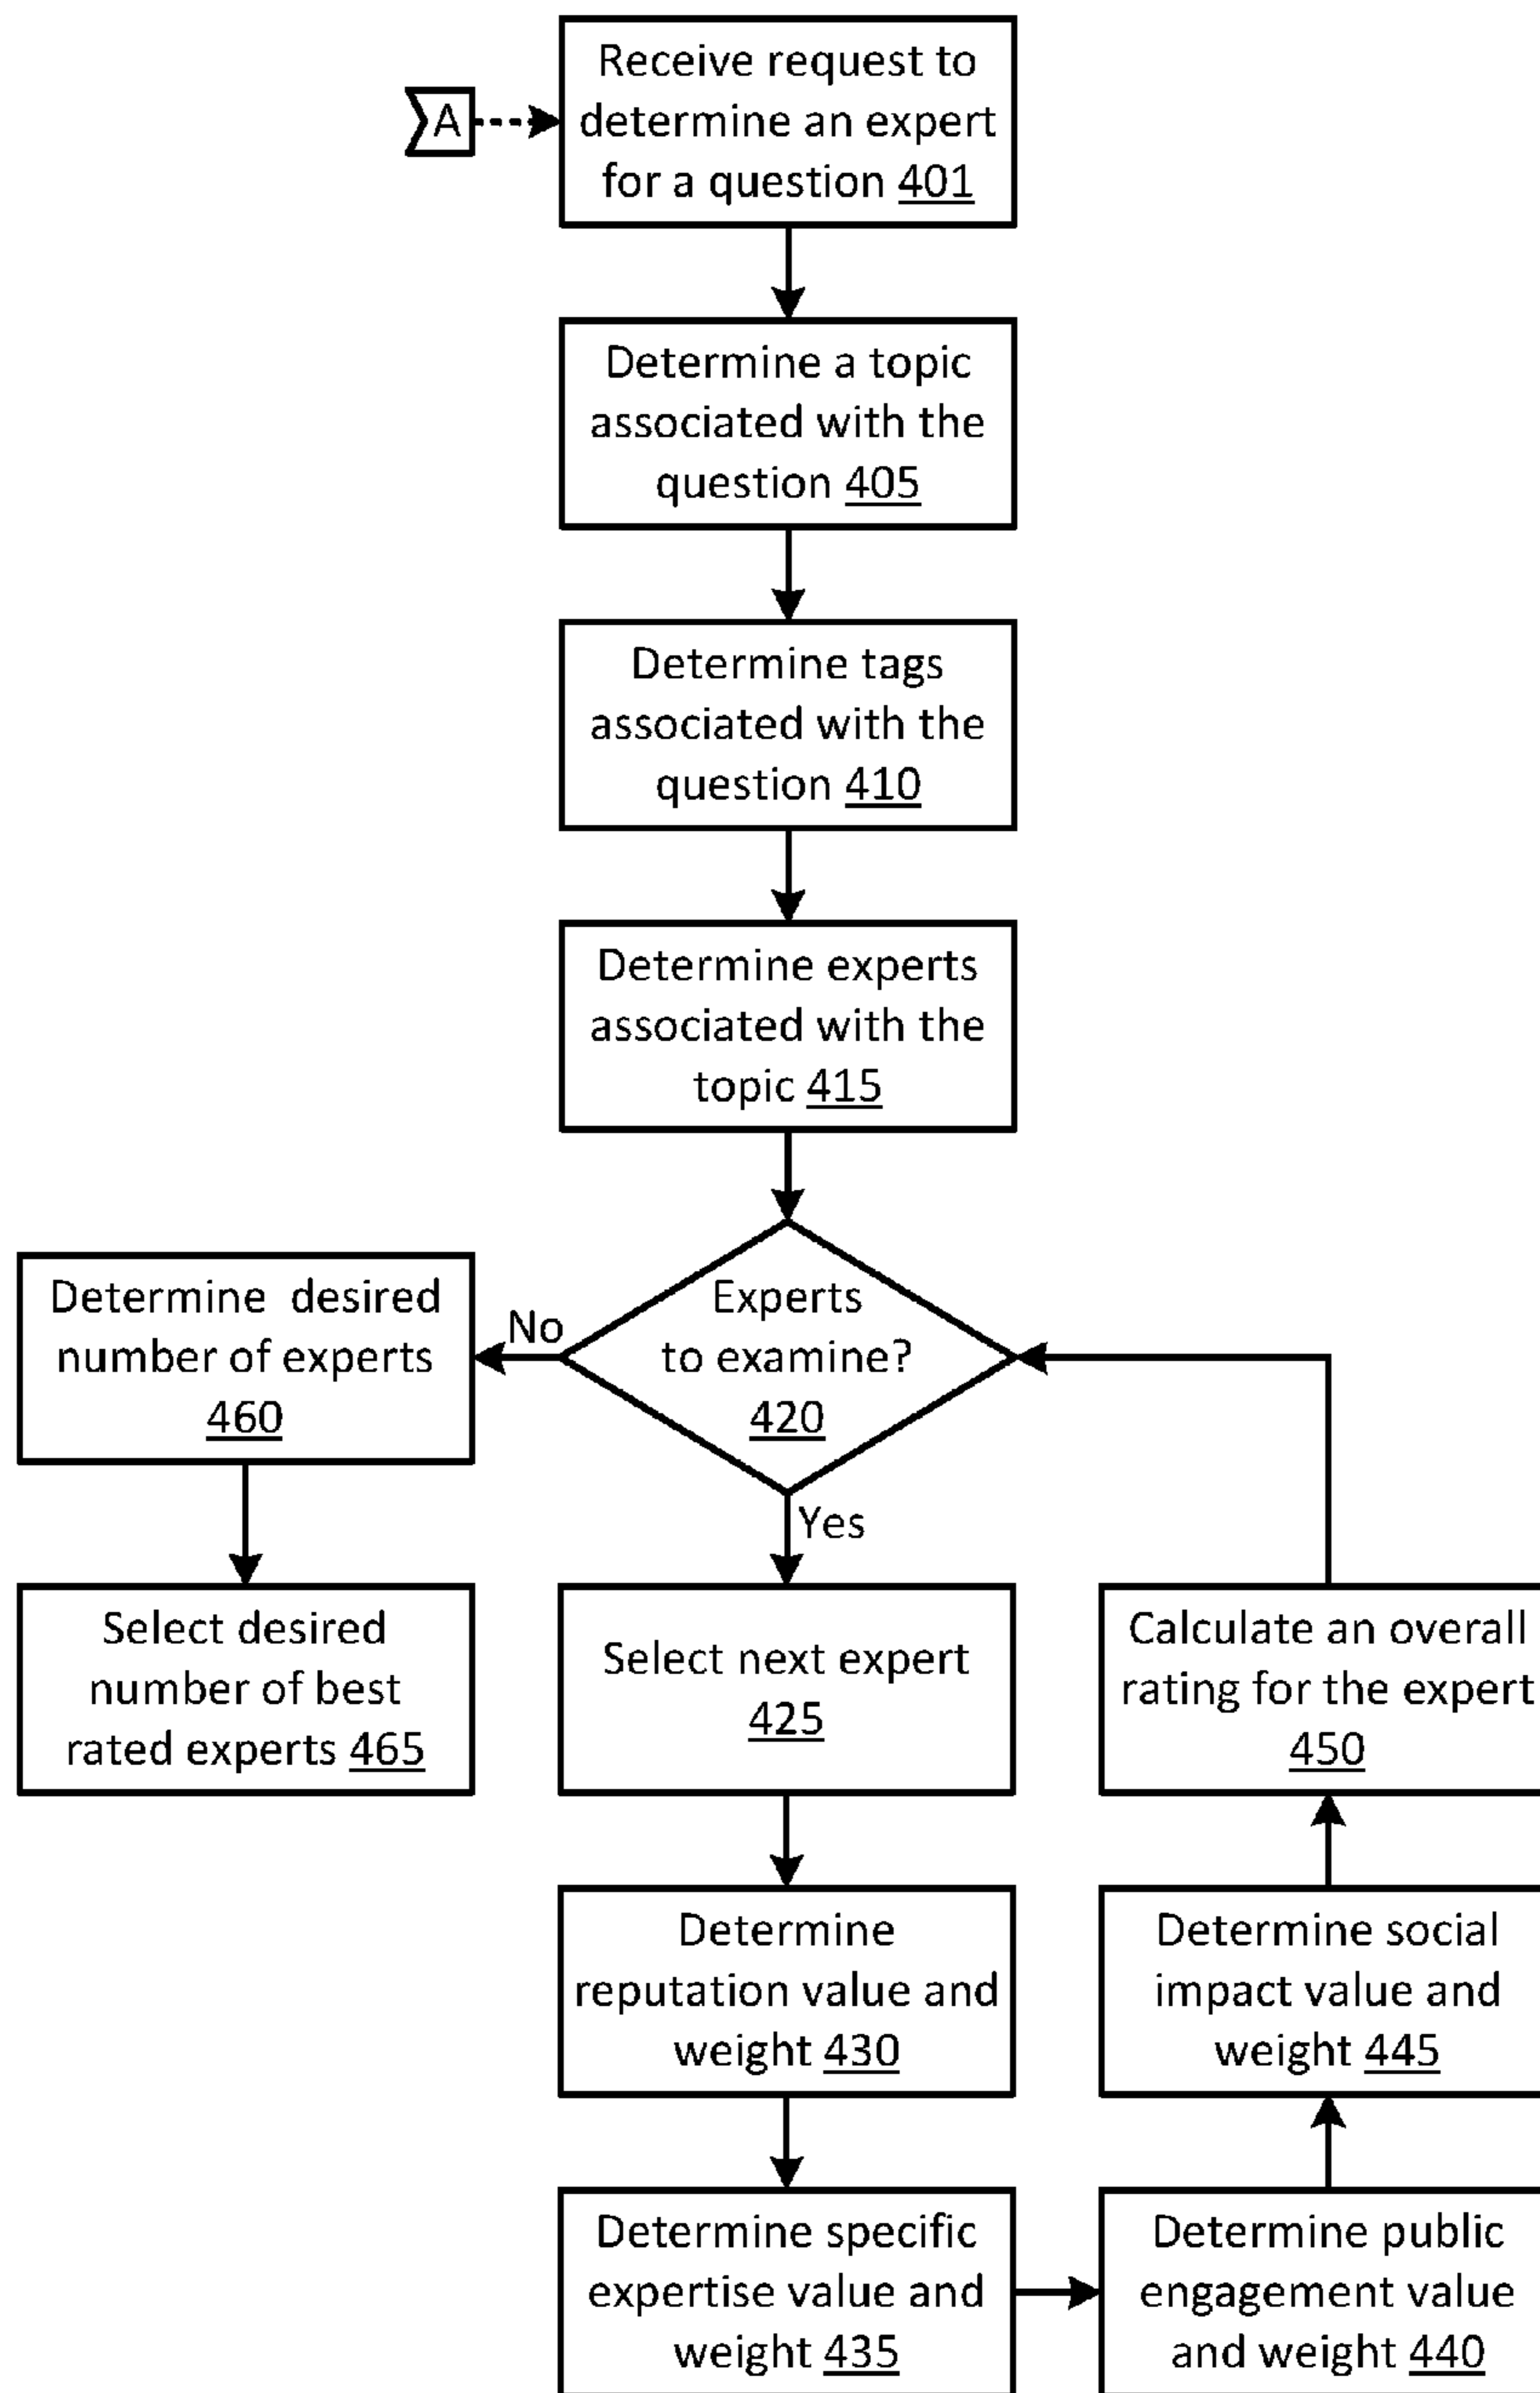 Receive request to
determine an expert
for a question 401
A
Determine a topic
associated with the
question 405
Determine tags
associated with the
question 410
Determine experts
associated with the
topic 415
Experts
to examine?
420
No
Yes
Determine desired
number of experts
460
Select desired
number of best
rated experts 465
Select next expert
425
Determine
reputation value and
weight 430
Determine specific
expertise value and
weight 435
Determine public
engagement value
and weight 440
Determine social
impact value and
weight 445
Calculate an overall
rating for the expert
450